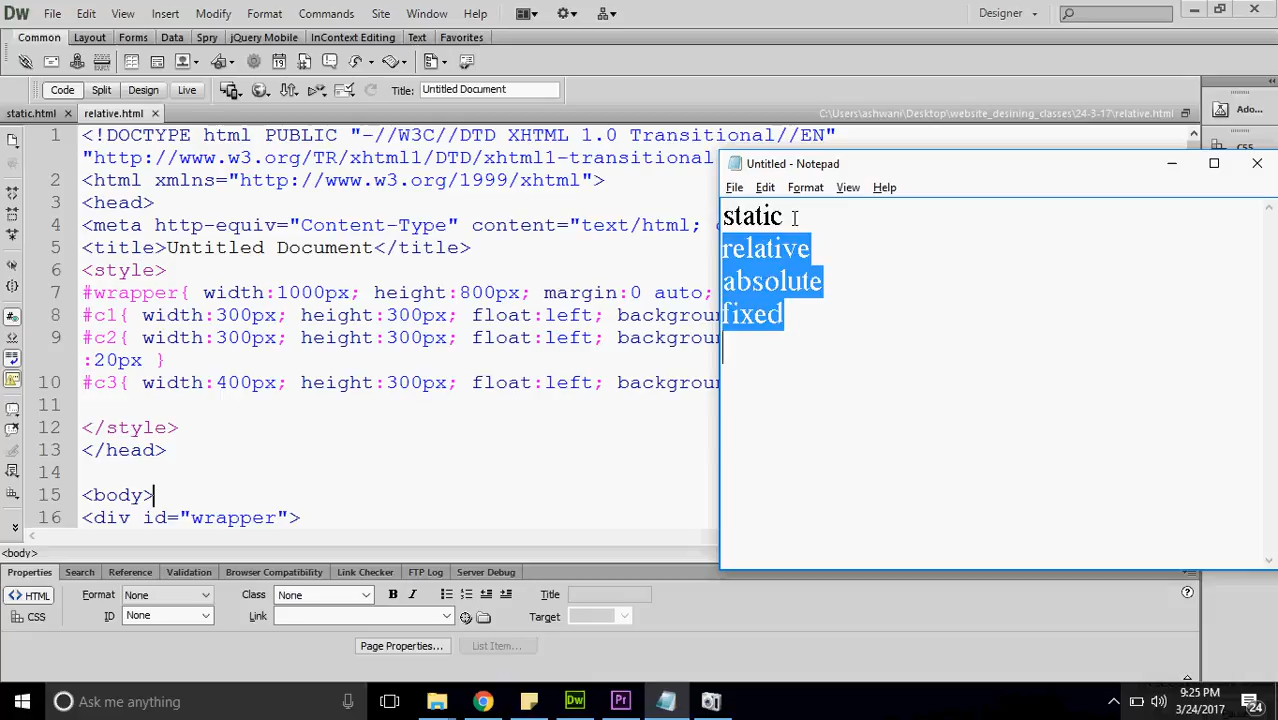 Dw File Edit View Insert Modify Format Commands Site Window Help Designer
Common Layout Forms Data Spry jQuery Mobile InContext Editing Text Favorites
Code Split Design Live Title: Untitled Document
static.html relative.html C:\Users\ashwani\Desktop\website_desining_classes\24-3-17\relative.html
1 <!DOCTYPE html PUBLIC "-//W3C//DTD XHTML 1.0 Transitional//EN"
"http://www.w3.org/TR/xhtml1/DTD/xhtml1-transitional
2 <html xmlns="http://www.w3.org/1999/xhtml">
3 <head>
4 <meta http-equiv="Content-Type" content="text/html;
5 <title>Untitled Document</title>
6 <style>
7 #wrapper{ width:1000px; height:800px; margin:0 auto;
8 #c1{ width:300px; height:300px; float:left; backgroun
9 #c2{ width:300px; height:300px; float:left; backgroun
:20px }
10 #c3{ width:400px; height:300px; float:left; backgroun
11
12 </style>
13 </head>
14
15 <body>
16 <div id="wrapper">
Untitled - Notepad
File Edit Format View Help
static
relative
absolute
fixed
Ado...
CSS
<body>
Properties Search Reference Validation Browser Compatibility Link Checker FTP Log Server Debug
<> HTML Format None Class None B I Title
CSS ID None Link Target
Page Properties... List Item...
Ask me anything Dw Pr 9:25 PM
3/24/2017 24